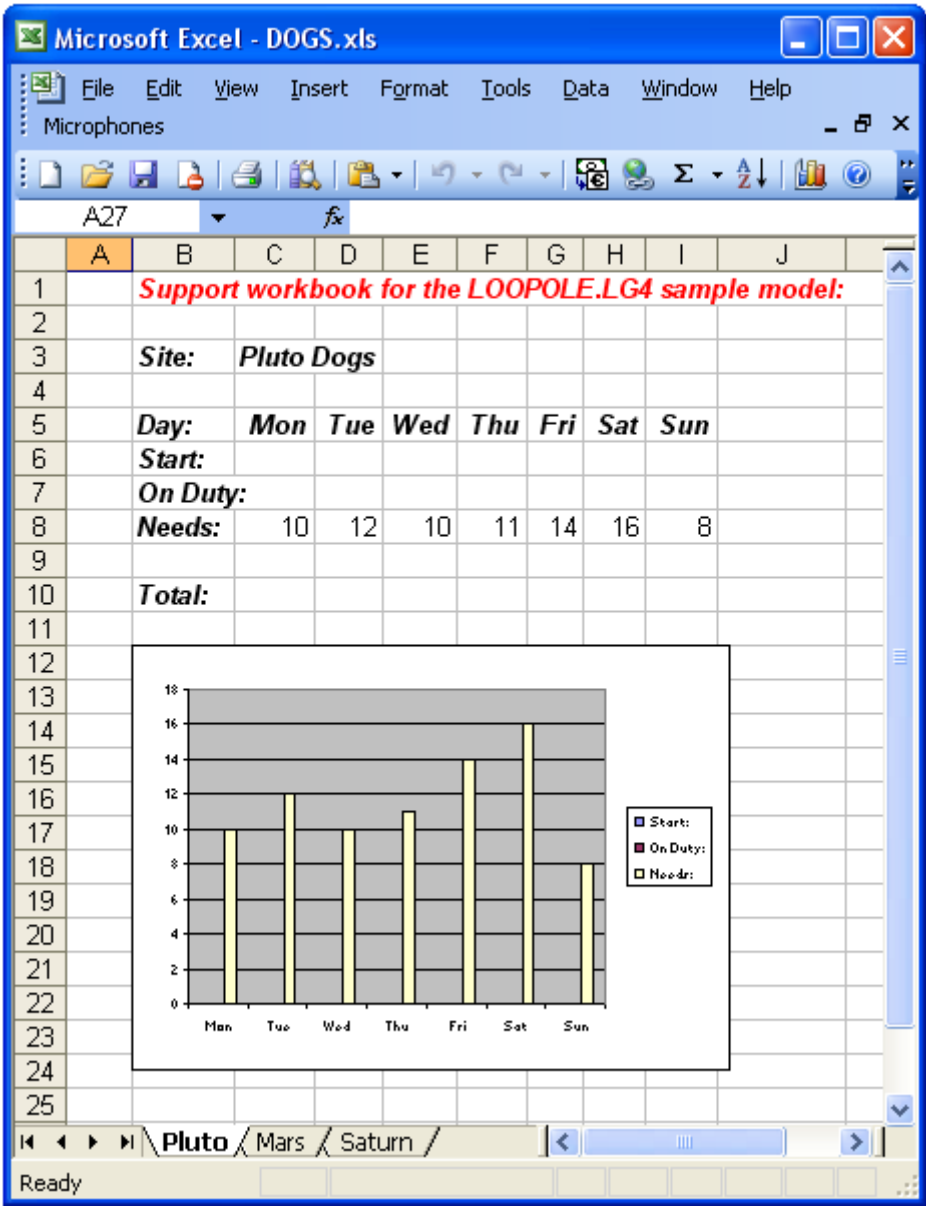 Microsoft Excel - DOGS.xls
File Edit View Insert Format Tools Data Window Help
Microphones
A27 fx
A B C D E F G H I J
1 Support workbook for the LOOPOLE.LG4 sample model:
2
3 Site: Pluto Dogs
4
5 Day: Mon Tue Wed Thu Fri Sat Sun
6 Start:
7 On Duty:
8 Needs: 10 12 10 11 14 16 8
9
10 Total:
11
12
13
14
15
16
17
18
19
20
21
22
23
24
25
18
16
14
12
10
8
6
4
2
0
Mon Tue Wed Thu Fri Sat Sun
Start:
On Duty:
Needs:
Pluto Mars Saturn
Ready